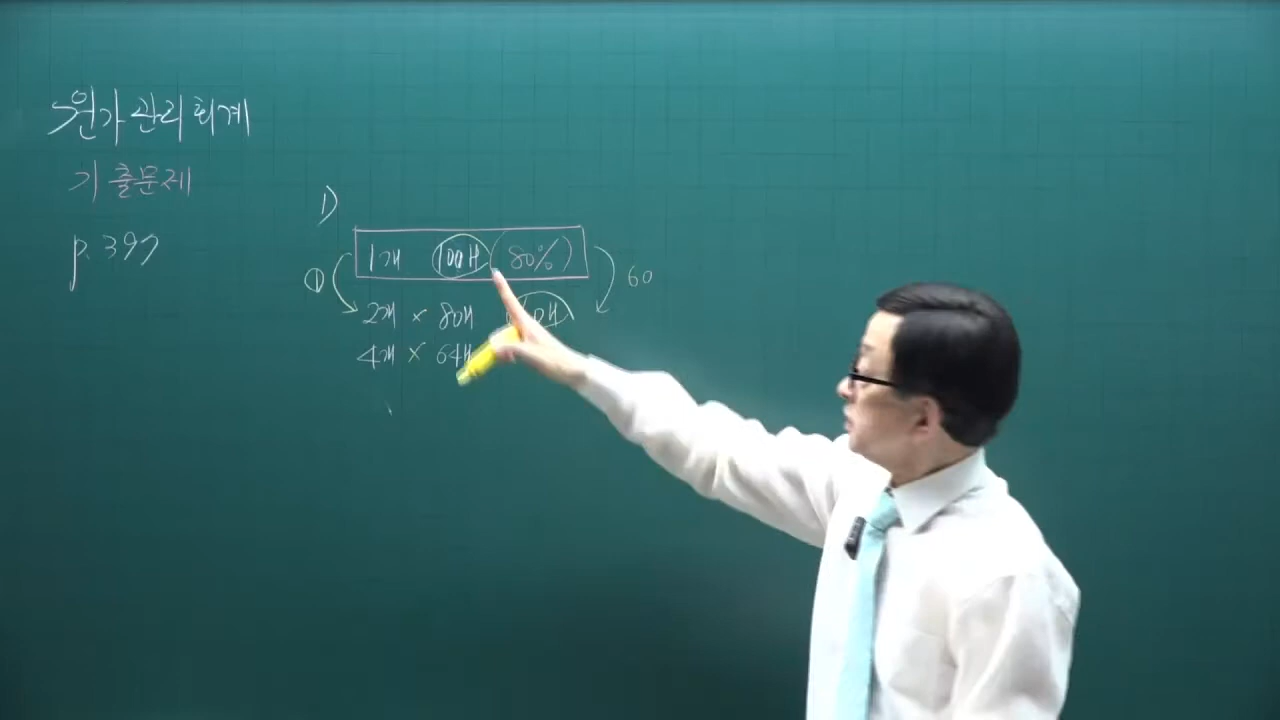 원가관리회계
기출문제
p.397
1)
1개 100H (80%)
① 60
2개 × 80H
4개 × 64H